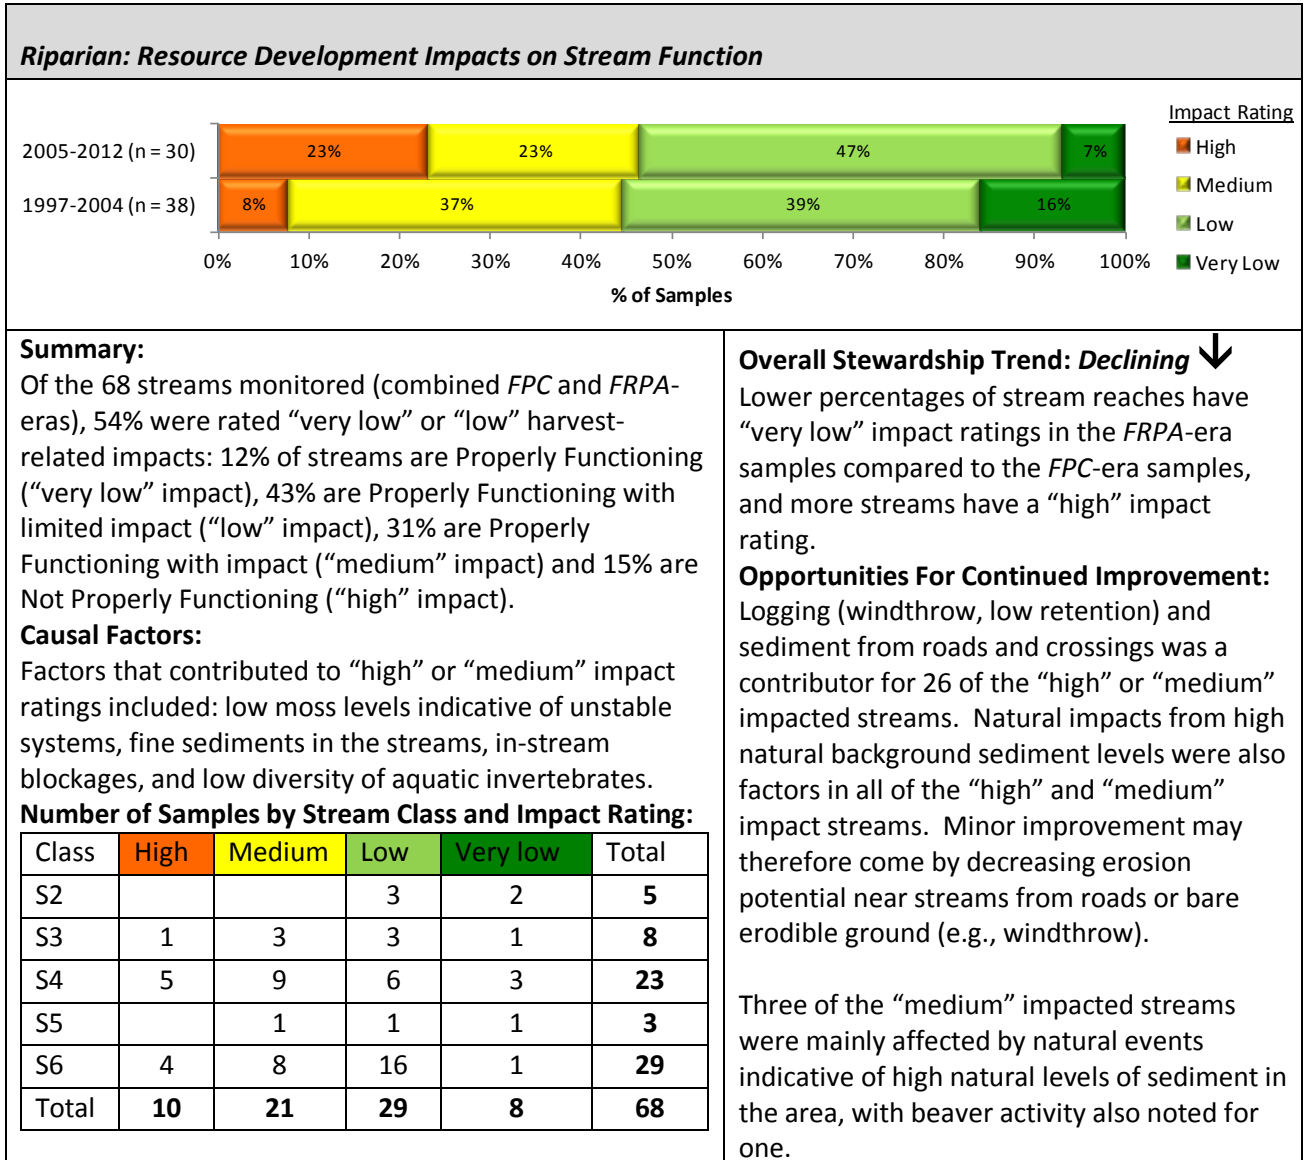 Riparian: Resource Development Impacts on Stream Function
Impact Rating
2005-2012 (n = 30) 23% 23% 47% 7%
1997-2004 (n = 38) 8% 37% 39% 16%
High
Medium
Low
Very Low
0% 10% 20% 30% 40% 50% 60% 70% 80% 90% 100%
% of Samples
Summary:
Of the 68 streams monitored (combined FPC and FRPA-
eras), 54% were rated “very low” or “low” harvest-
related impacts: 12% of streams are Properly Functioning
(“very low” impact), 43% are Properly Functioning with
limited impact (“low” impact), 31% are Properly
Functioning with impact (“medium” impact) and 15% are
Not Properly Functioning (“high” impact).
Causal Factors:
Factors that contributed to “high” or “medium” impact
ratings included: low moss levels indicative of unstable
systems, fine sediments in the streams, in-stream
blockages, and low diversity of aquatic invertebrates.
Number of Samples by Stream Class and Impact Rating:
Class High Medium Low Very low Total
S2 3 2 5
S3 1 3 3 1 8
S4 5 9 6 3 23
S5 1 1 1 3
S6 4 8 16 1 29
Total 10 21 29 8 68
Overall Stewardship Trend: Declining ↓
Lower percentages of stream reaches have
“very low” impact ratings in the FRPA-era
samples compared to the FPC-era samples,
and more streams have a “high” impact
rating.
Opportunities For Continued Improvement:
Logging (windthrow, low retention) and
sediment from roads and crossings was a
contributor for 26 of the “high” or “medium”
impacted streams.  Natural impacts from high
natural background sediment levels were also
factors in all of the “high” and “medium”
impact streams.  Minor improvement may
therefore come by decreasing erosion
potential near streams from roads or bare
erodible ground (e.g., windthrow).
Three of the “medium” impacted streams
were mainly affected by natural events
indicative of high natural levels of sediment in
the area, with beaver activity also noted for
one.